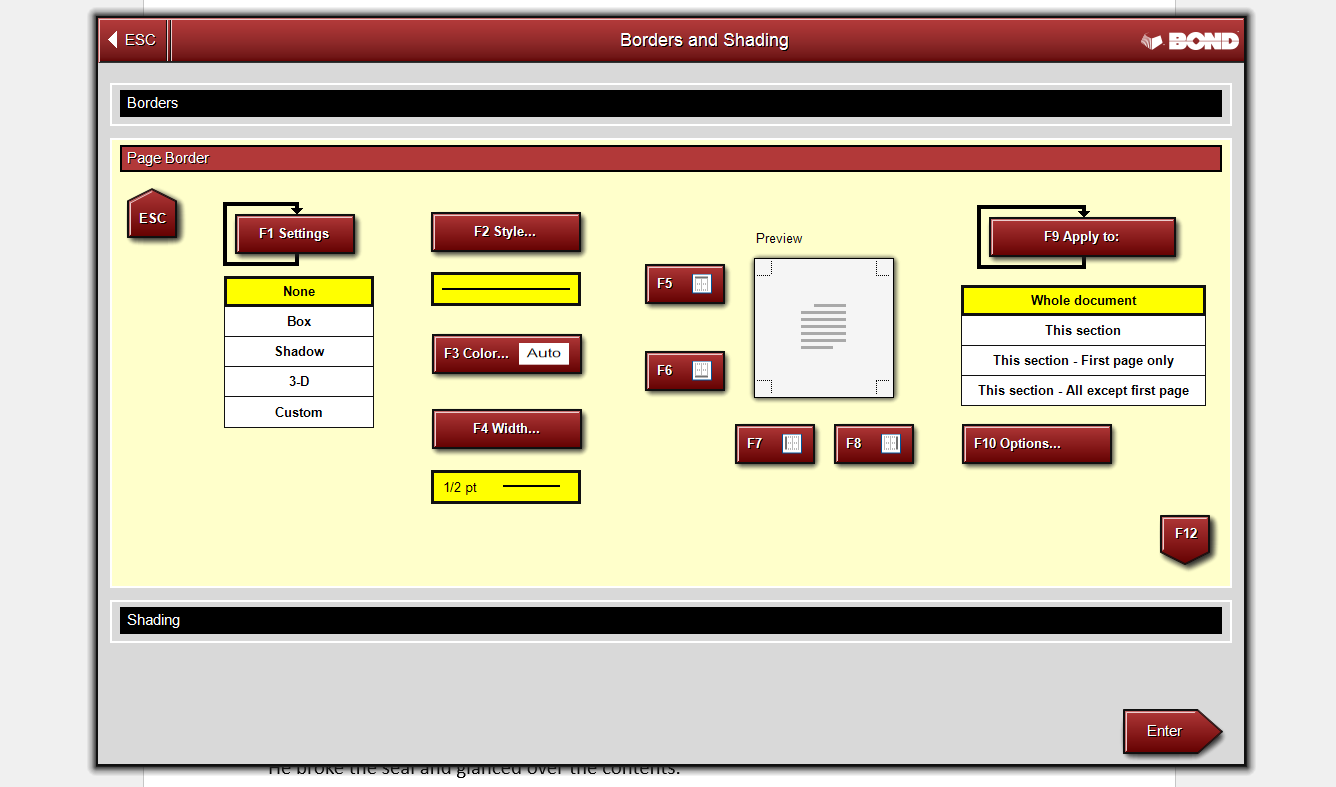 ESC
Borders and Shading
BOND
Borders
Page Border
ESC
F1 Settings
None
Box
Shadow
3-D
Custom
F2 Style...
F3 Color...
Auto
F4 Width...
1/2 pt
Preview
F5
F6
F7
F8
F9 Apply to:
Whole document
This section
This section - First page only
This section - All except first page
F10 Options...
F12
Shading
Enter
He broke the seal and glanced over the contents.